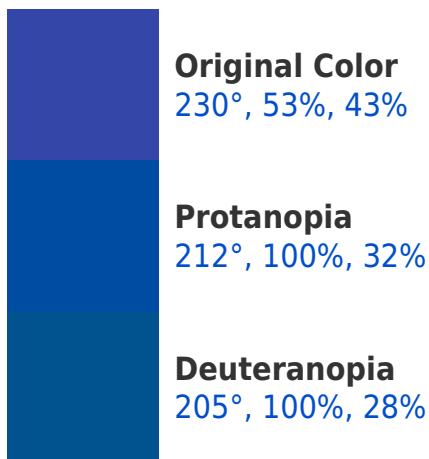 Original Color
230°, 53%, 43%
Protanopia
212°, 100%, 32%
Deuteranopia
205°, 100%, 28%